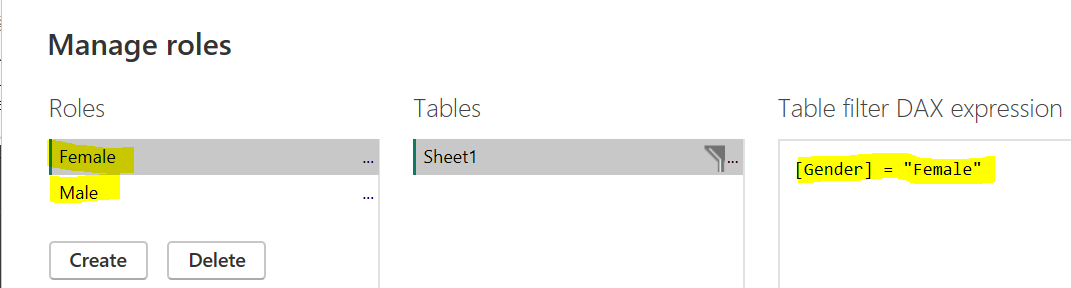 Manage roles
Roles
Tables
Table filter DAX expression
Female
...
Sheet1
...
[Gender] = "Female"
Male
...
Create
Delete